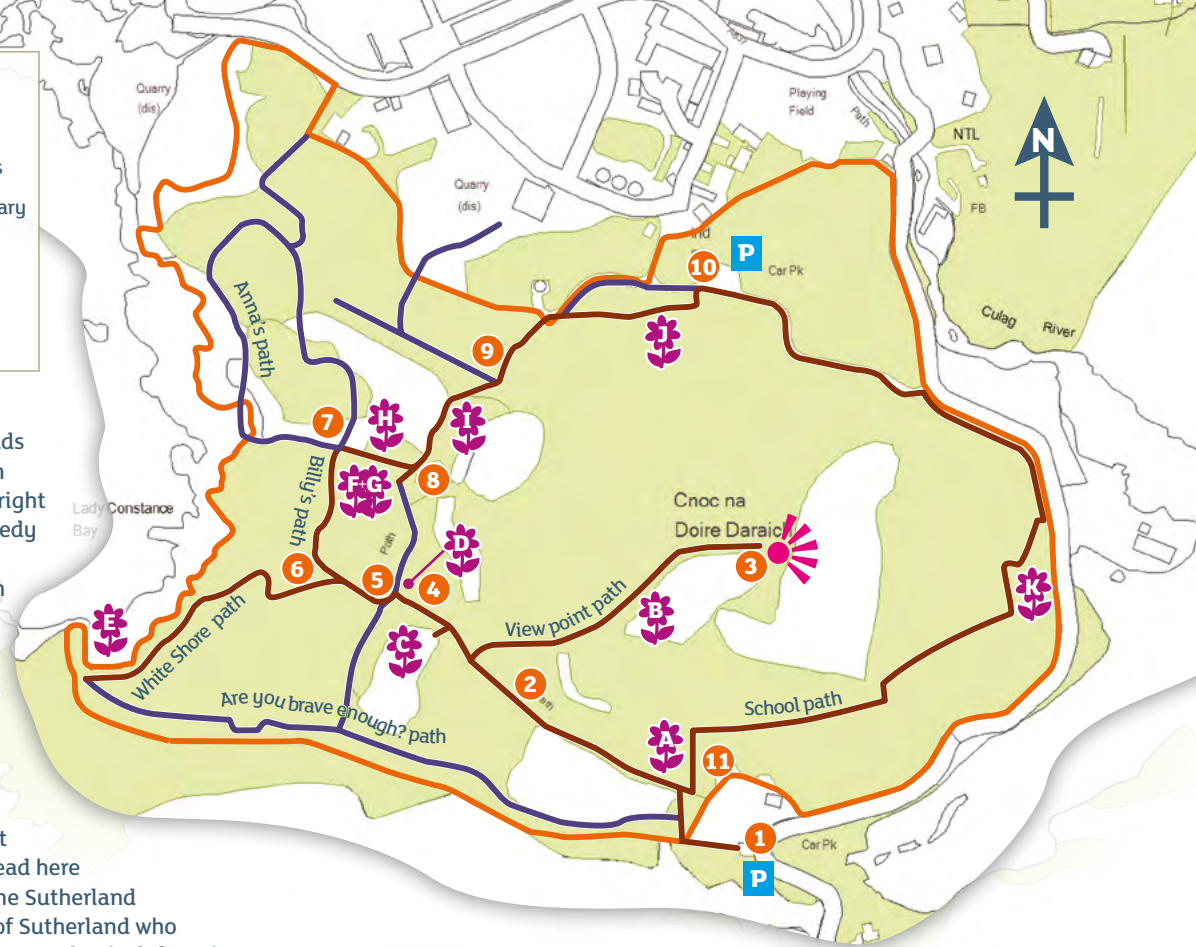 Quarry
(dis)
Playing
Field
Path
NTL
N
FB
s
ary
Quarry
(dis)
Ind
P
10
Car Pk
Culag River
Anna's path
J
9
7
H
I
ds
n
right
edy
n
Lady Constance
Bay
Billy's path
F+G
8
Cnoc na
Doire Daraich
Path
D
3
6
5
4
K
E
White Shore path
View point path
B
C
2
Are you brave enough? path
School path
A
11
t
ead here
he Sutherland
of Sutherland who
1
Car Pk
P